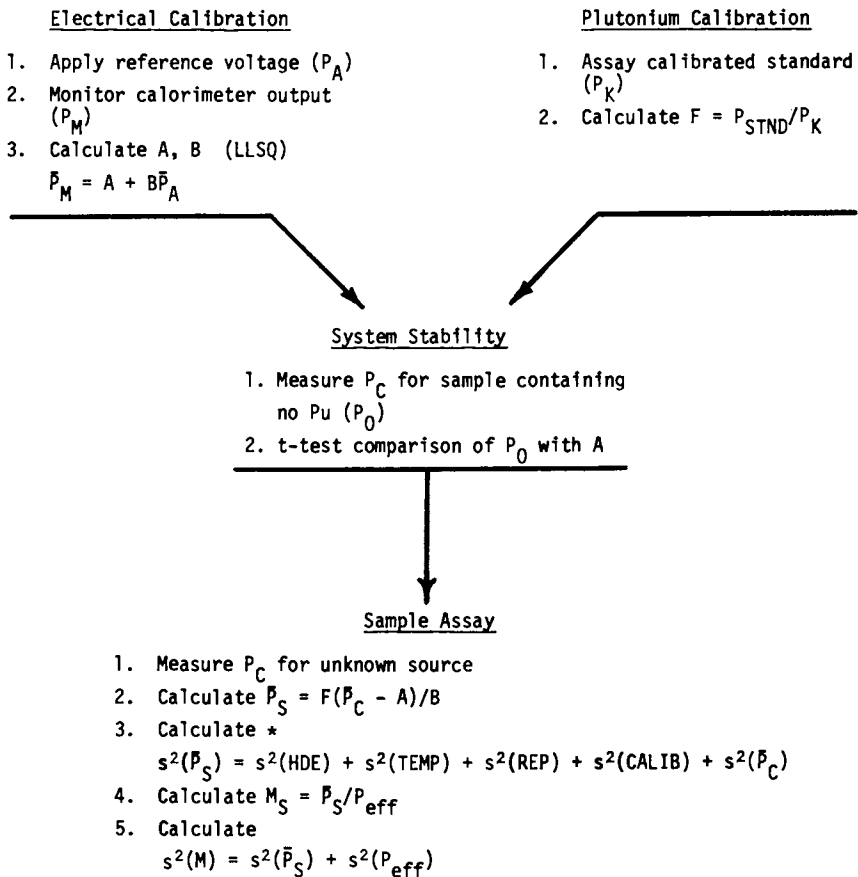 Electrical Calibration
1. Apply reference voltage (P_A)
2. Monitor calorimeter output
(P_M)
3. Calculate A, B (LLSQ)
P̄_M = A + BP̄_A
Plutonium Calibration
1. Assay calibrated standard
(P_K)
2. Calculate F = P_STND/P_K
System Stability
1. Measure P_C for sample containing
no Pu (P_0)
2. t-test comparison of P_0 with A
Sample Assay
1. Measure P_C for unknown source
2. Calculate P̄_S = F(P̄_C - A)/B
3. Calculate *
s²(P̄_S) = s²(HDE) + s²(TEMP) + s²(REP) + s²(CALIB) + s²(P̄_C)
4. Calculate M_S = P̄_S/P_eff
5. Calculate
s²(M) = s²(P̄_S) + s²(P_eff)